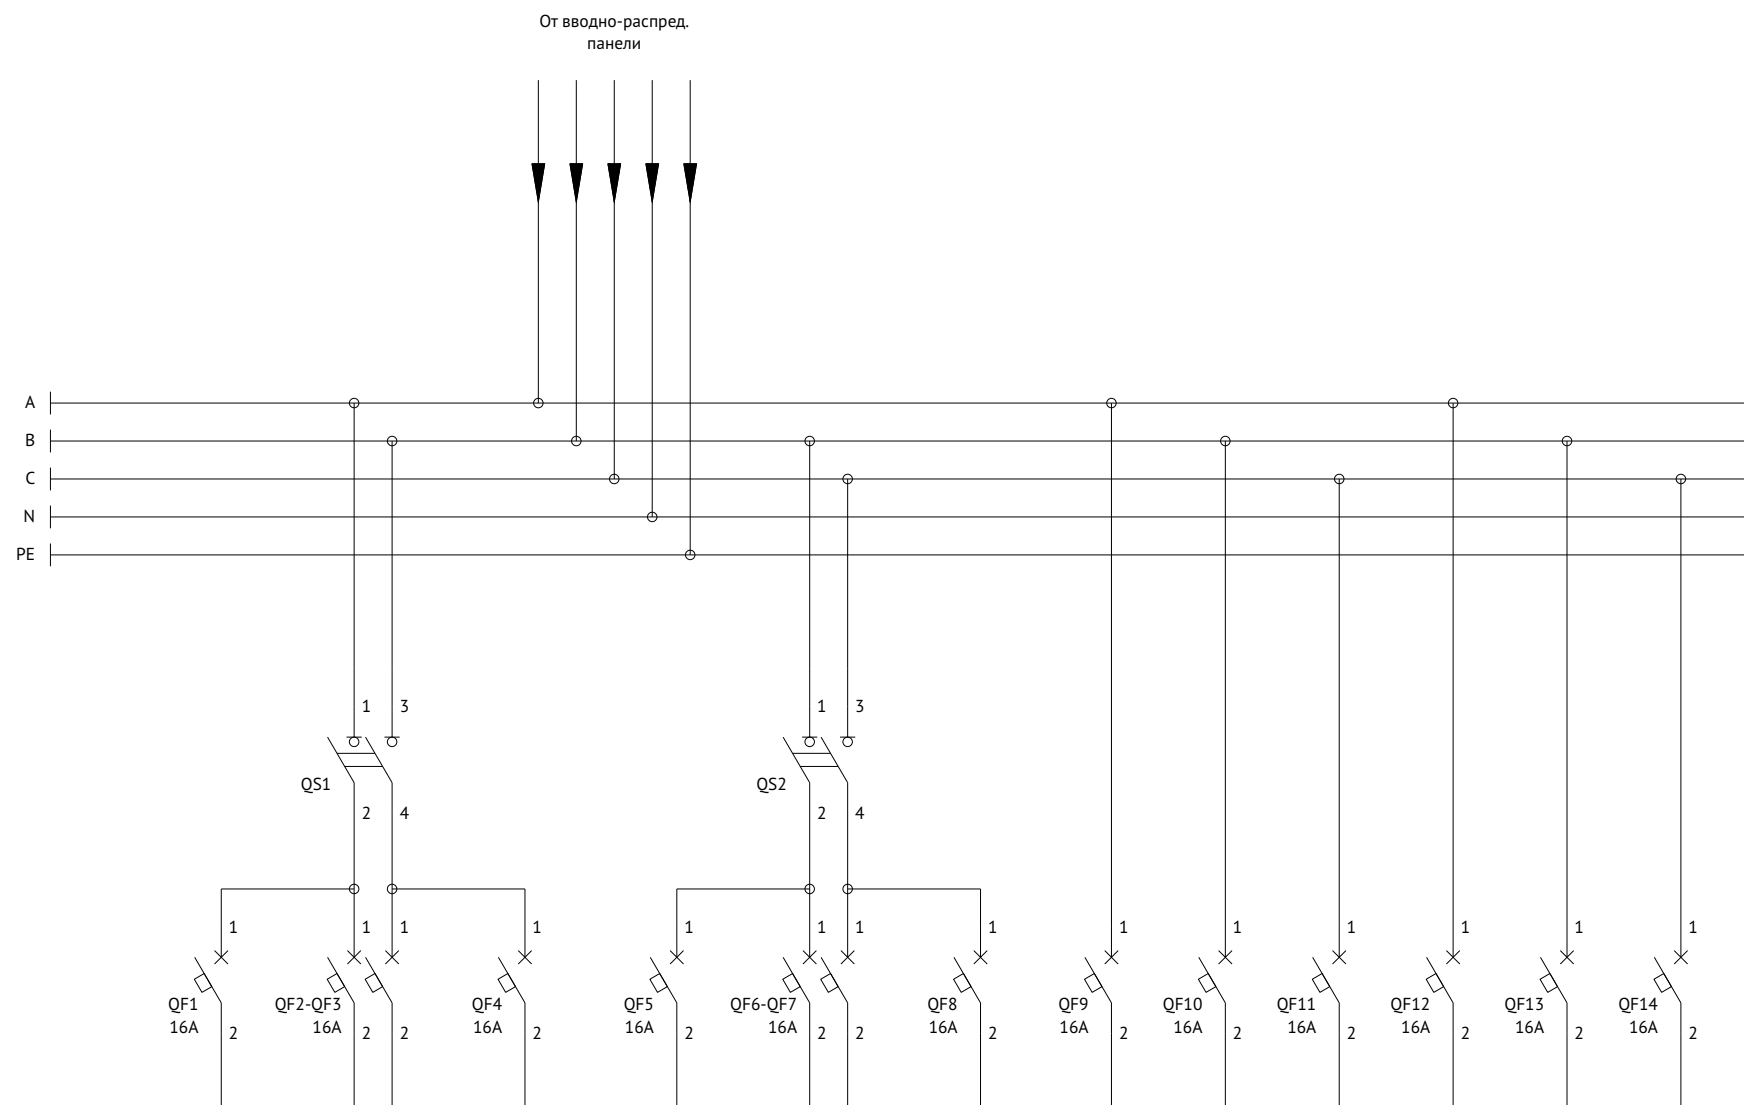 От вводно-распред.
панели
A
B
C
N
PE
1 3 1 3
QS1 QS2
2 4 2 4
1 1 1 1 1 1 1 1 1 1 1 1 1 1
QF1 QF2-QF3 QF4 QF5 QF6-QF7 QF8 QF9 QF10 QF11 QF12 QF13 QF14
16A 16A 16A 16A 16A 16A 16A 16A 16A 16A 16A 16A
2 2 2 2 2 2 2 2 2 2 2 2 2 2